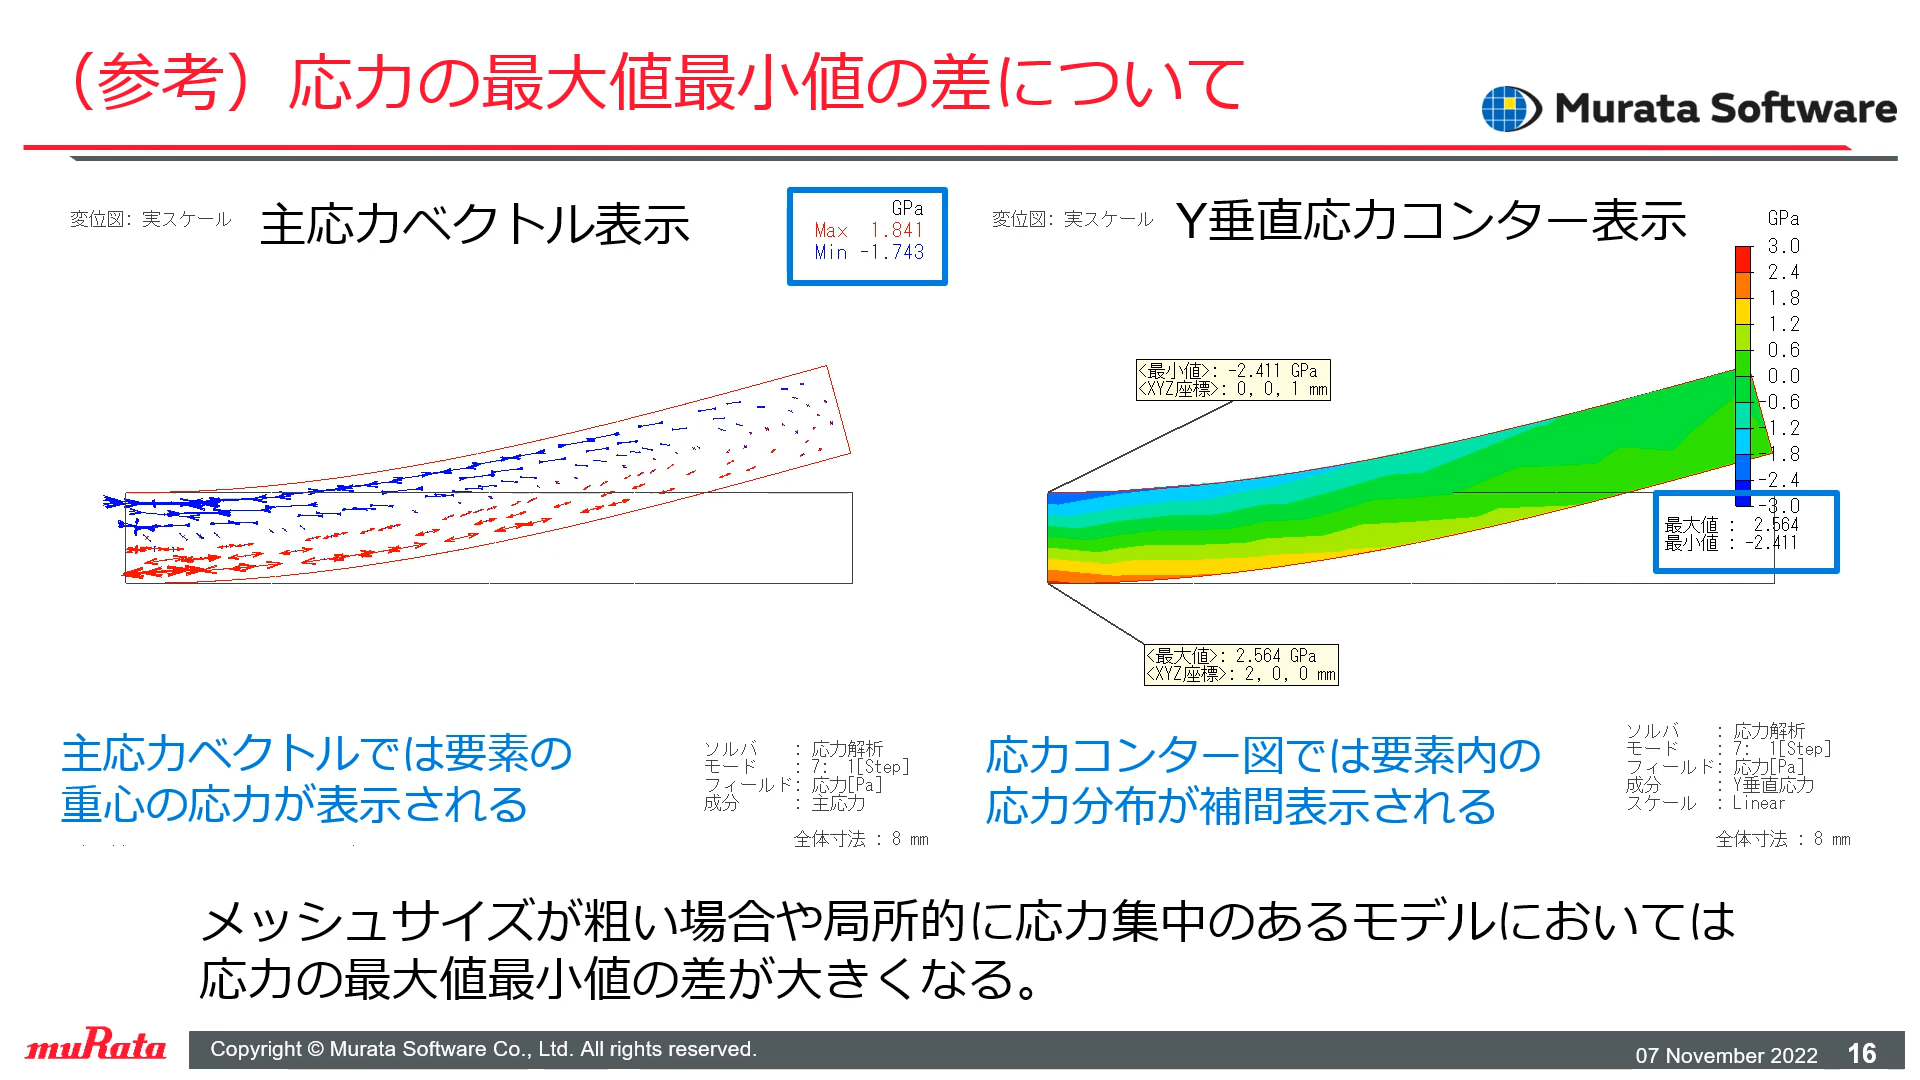 （参考）応力の最大値最小値の差について
Murata Software
変位図: 実スケール
主応力ベクトル表示
GPa
Max 1.841
Min -1.743
変位図: 実スケール
Y垂直応力コンター表示
GPa
3.0
2.4
1.8
1.2
0.6
0.0
-0.6
-1.2
-1.8
-2.4
-3.0
最大値 : 2.564
最小値 : -2.411
<最小値>: -2.411 GPa
<XYZ座標>: 0, 0, 1 mm
<最大値>: 2.564 GPa
<XYZ座標>: 2, 0, 0 mm
主応力ベクトルでは要素の
重心の応力が表示される
ソルバ : 応力解析
モード : 7: 1[Step]
フィールド: 応力[Pa]
成分 : 主応力
全体寸法 : 8 mm
応力コンター図では要素内の
応力分布が補間表示される
ソルバ : 応力解析
モード : 7: 1[Step]
フィールド: 応力[Pa]
成分 : Y垂直応力
スケール : Linear
全体寸法 : 8 mm
メッシュサイズが粗い場合や局所的に応力集中のあるモデルにおいては
応力の最大値最小値の差が大きくなる。
muRata
Copyright © Murata Software Co., Ltd. All rights reserved.
07 November 2022
16